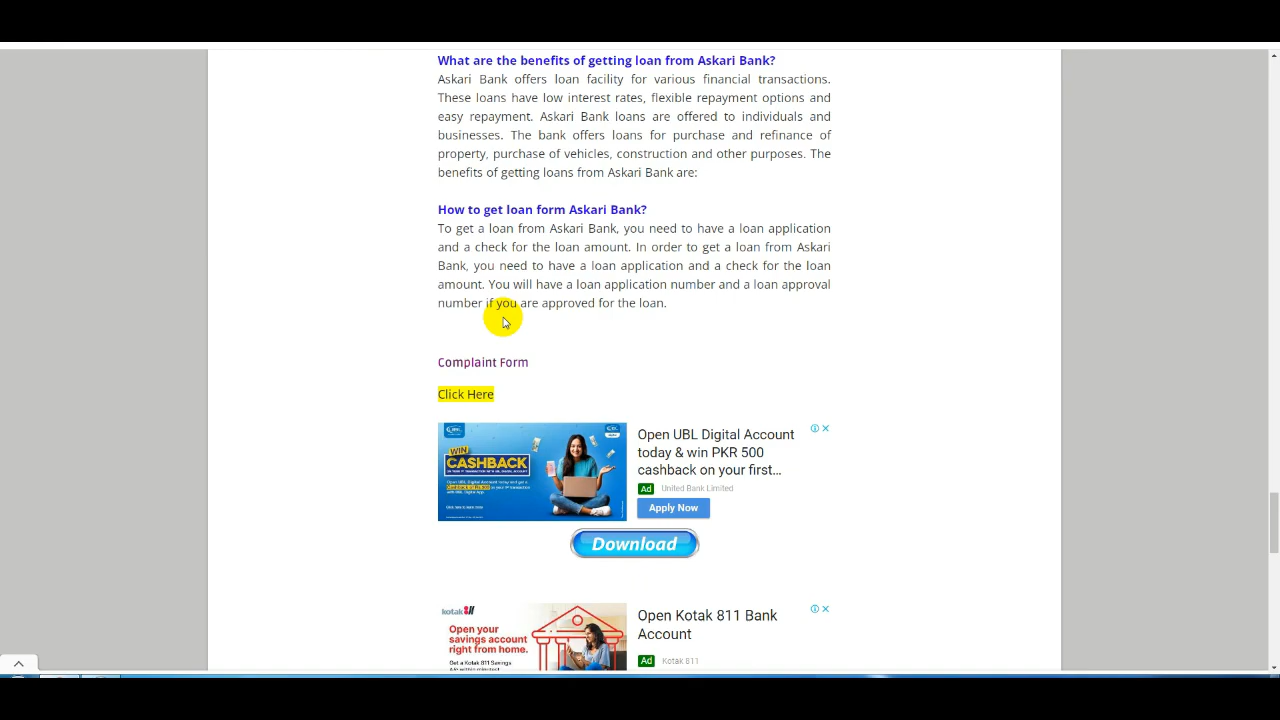 What are the benefits of getting loan from Askari Bank?
Askari Bank offers loan facility for various financial transactions.
These loans have low interest rates, flexible repayment options and
easy repayment. Askari Bank loans are offered to individuals and
businesses. The bank offers loans for purchase and refinance of
property, purchase of vehicles, construction and other purposes. The
benefits of getting loans from Askari Bank are:
How to get loan form Askari Bank?
To get a loan from Askari Bank, you need to have a loan application
and a check for the loan amount. In order to get a loan from Askari
Bank, you need to have a loan application and a check for the loan
amount. You will have a loan application number and a loan approval
number if you are approved for the loan.
Complaint Form
Click Here
WIN
CASHBACK
Open UBL Digital Account
today & win PKR 500
cashback on your first...
Ad United Bank Limited
Apply Now
Download
kotak 811
Open your
savings account
right from home.
Get a Kotak 811 Savings
Open Kotak 811 Bank
Account
Ad Kotak 811